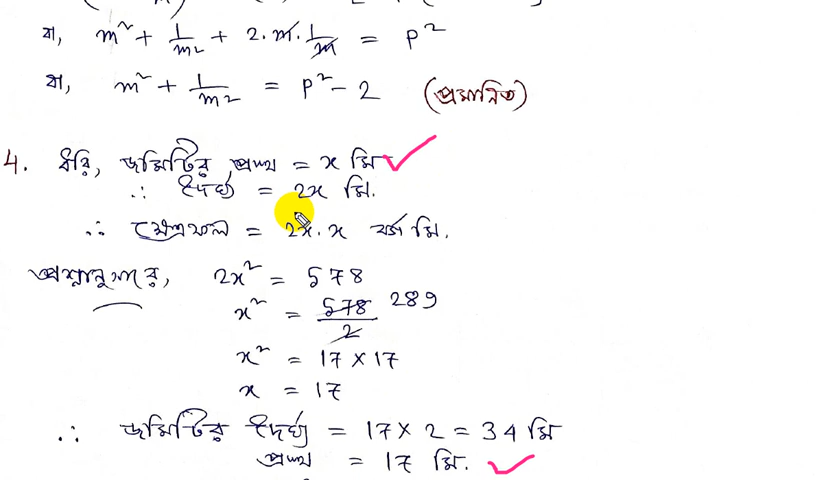 বা, m² + 1/m² + 2. m. 1/m = p²
বা, m² + 1/m² = p² - 2 (প্রমানিত)
4. ধরি, জমিটির প্রস্থ = x মি
∴ দৈর্ঘ্য = 2x মি.
∴ ক্ষেত্রফল = 2x. x বর্গ মি.
প্রশ্নানুসারে, 2x² = 578
x² = 578/2 289
x² = 17 × 17
x = 17
∴ জমিটির দৈর্ঘ্য = 17 × 2 = 34 মি
প্রস্থ = 17 মি.